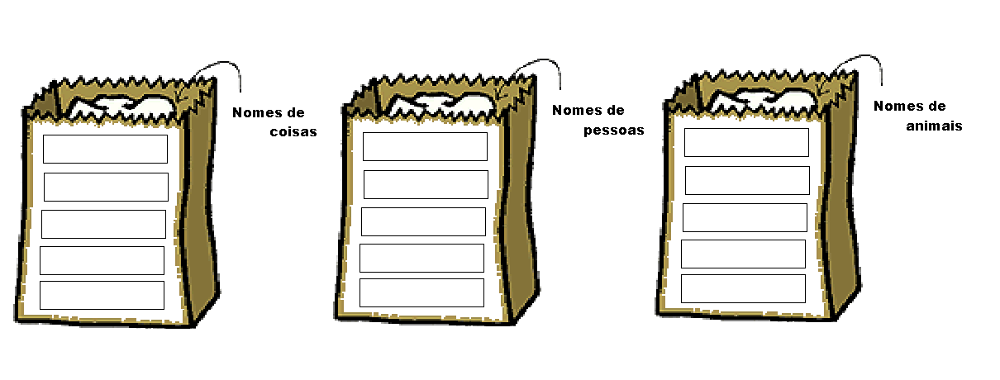 Nomes de
coisas
Nomes de
pessoas
Nomes de
animais